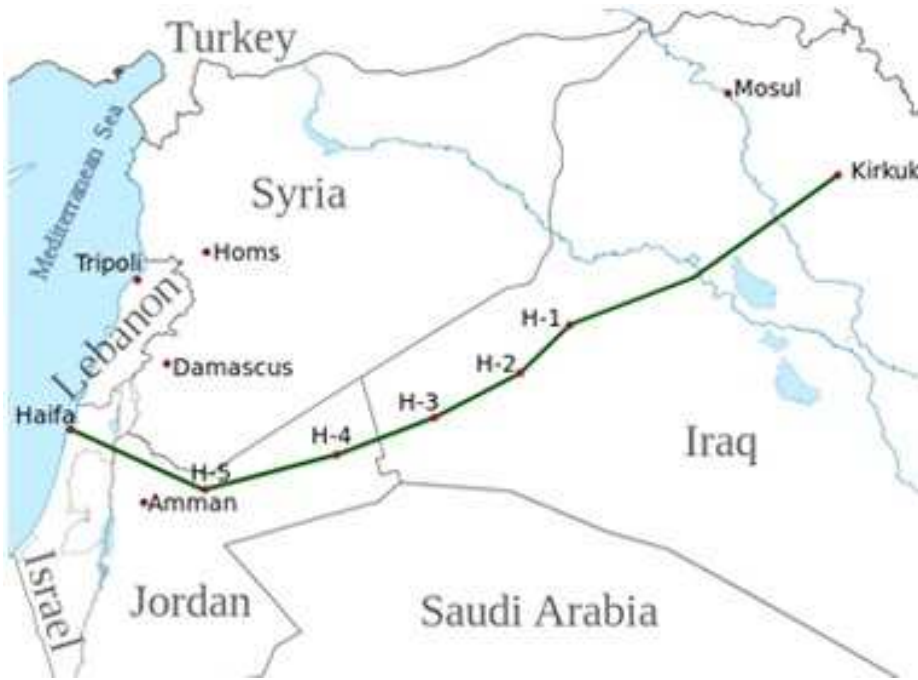 Turkey
Mosul
Mediterranean Sea
Kirkuk
Syria
Homs
Tripoli
Lebanon
H-1
H-2
Damascus
H-3
Haifa
H-4
Iraq
H-5
Amman
Israel
Jordan
Saudi Arabia